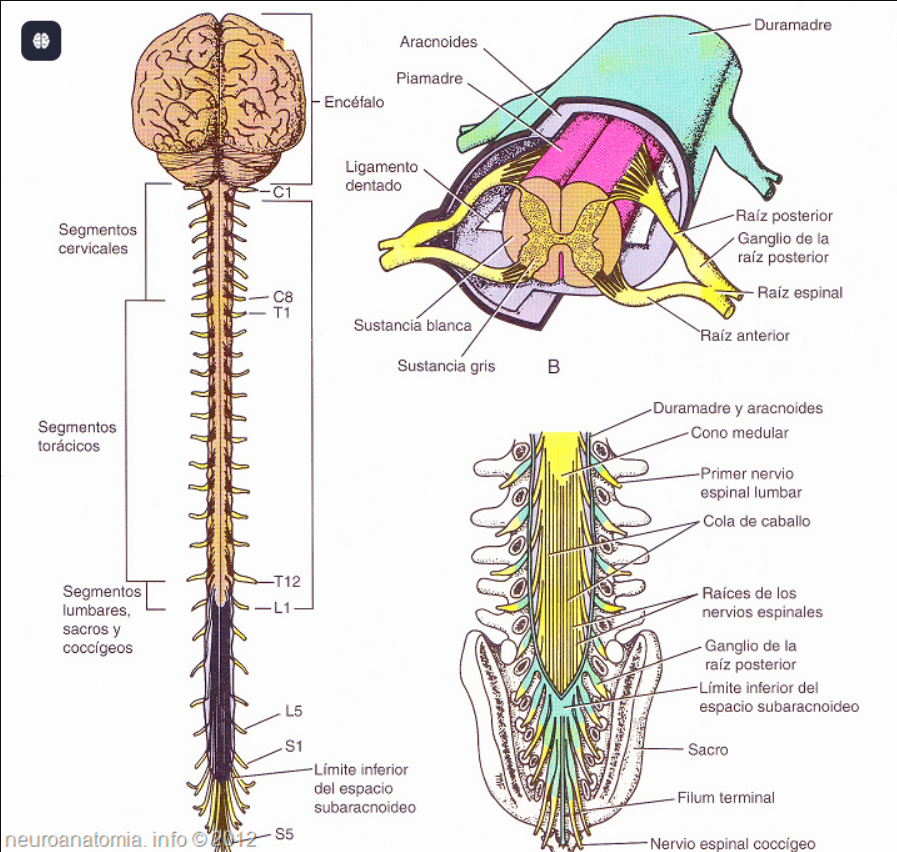 Encéfalo
C1
Segmentos
cervicales
C8
T1
Segmentos
torácicos
T12
Segmentos
lumbares,
sacros y
coccígeos
L1
L5
S1
Límite inferior
del espacio
subaracnoideo
S5
Duramadre
Aracnoides
Piamadre
Ligamento
dentado
Raíz posterior
Ganglio de la
raíz posterior
Raíz espinal
Raíz anterior
Sustancia blanca
Sustancia gris
B
Duramadre y aracnoides
Cono medular
Primer nervio
espinal lumbar
Cola de caballo
Raíces de los
nervios espinales
Ganglio de la
raíz posterior
Límite inferior del
espacio subaracnoideo
Sacro
Filum terminal
Nervio espinal coccígeo
neuroanatomia. info © 2012